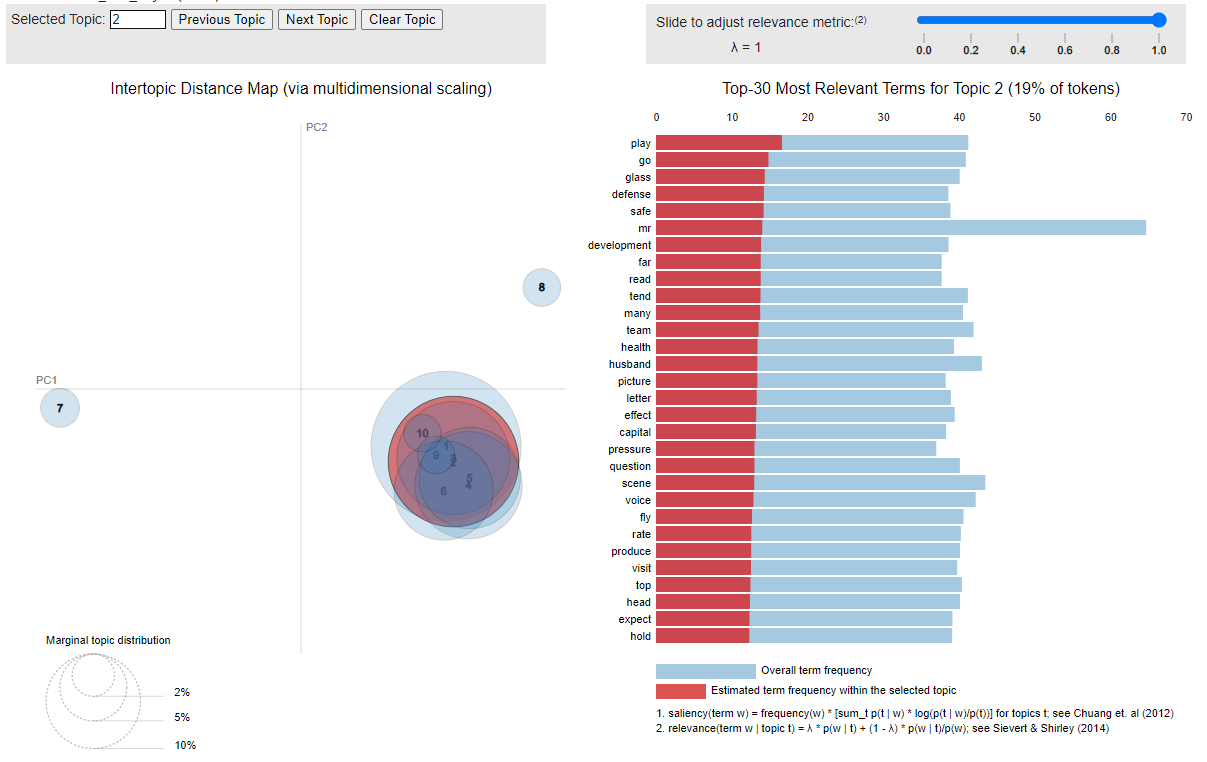 Selected Topic: 2 Previous Topic Next Topic Clear Topic
Slide to adjust relevance metric:(2)
λ = 1
0.0 0.2 0.4 0.6 0.8 1.0
Intertopic Distance Map (via multidimensional scaling)
PC2
PC1
8
7
10
1
9
3
2
5
4
6
Marginal topic distribution
2%
5%
10%
Top-30 Most Relevant Terms for Topic 2 (19% of tokens)
0 10 20 30 40 50 60 70
play
go
glass
defense
safe
mr
development
far
read
tend
many
team
health
husband
picture
letter
effect
capital
pressure
question
scene
voice
fly
rate
produce
visit
top
head
expect
hold
Overall term frequency
Estimated term frequency within the selected topic
1. saliency(term w) = frequency(w) * [sum_t p(t | w) * log(p(t | w)/p(t))] for topics t; see Chuang et. al (2012)
2. relevance(term w | topic t) = λ * p(w | t) + (1 - λ) * p(w | t)/p(w); see Sievert & Shirley (2014)